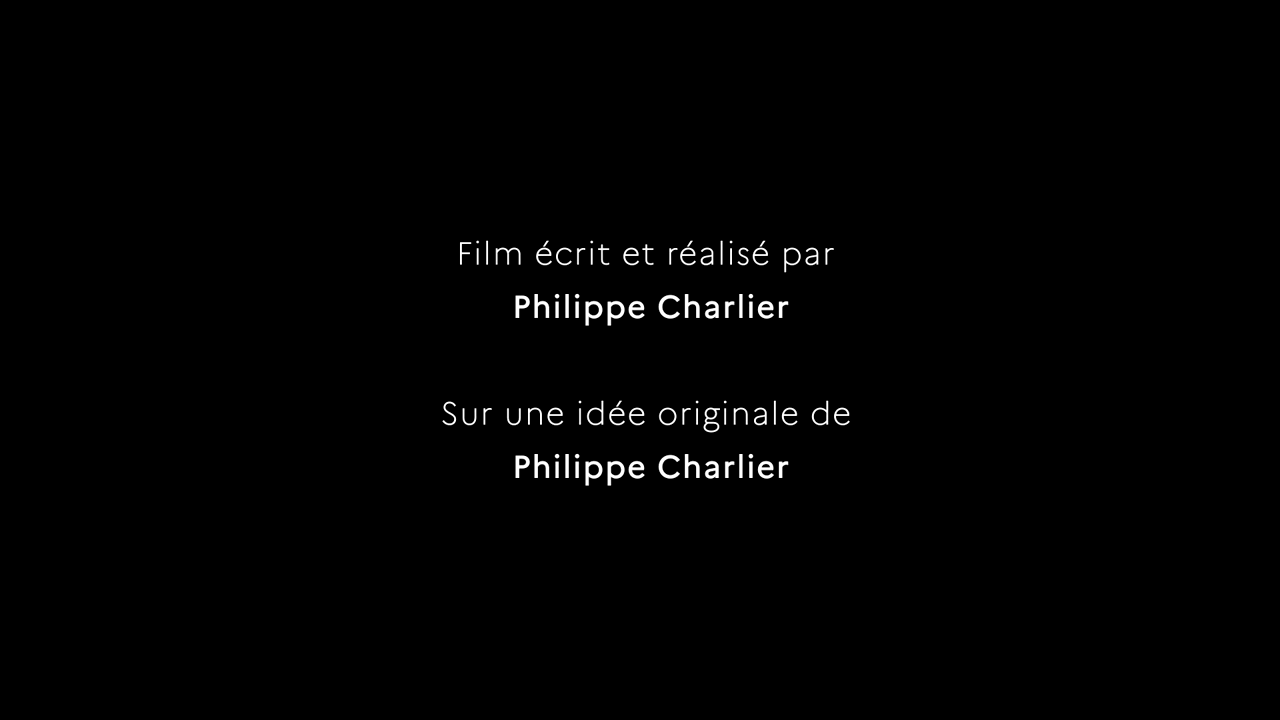 Film écrit et réalisé par
Philippe Charlier
Sur une idée originale de
Philippe Charlier